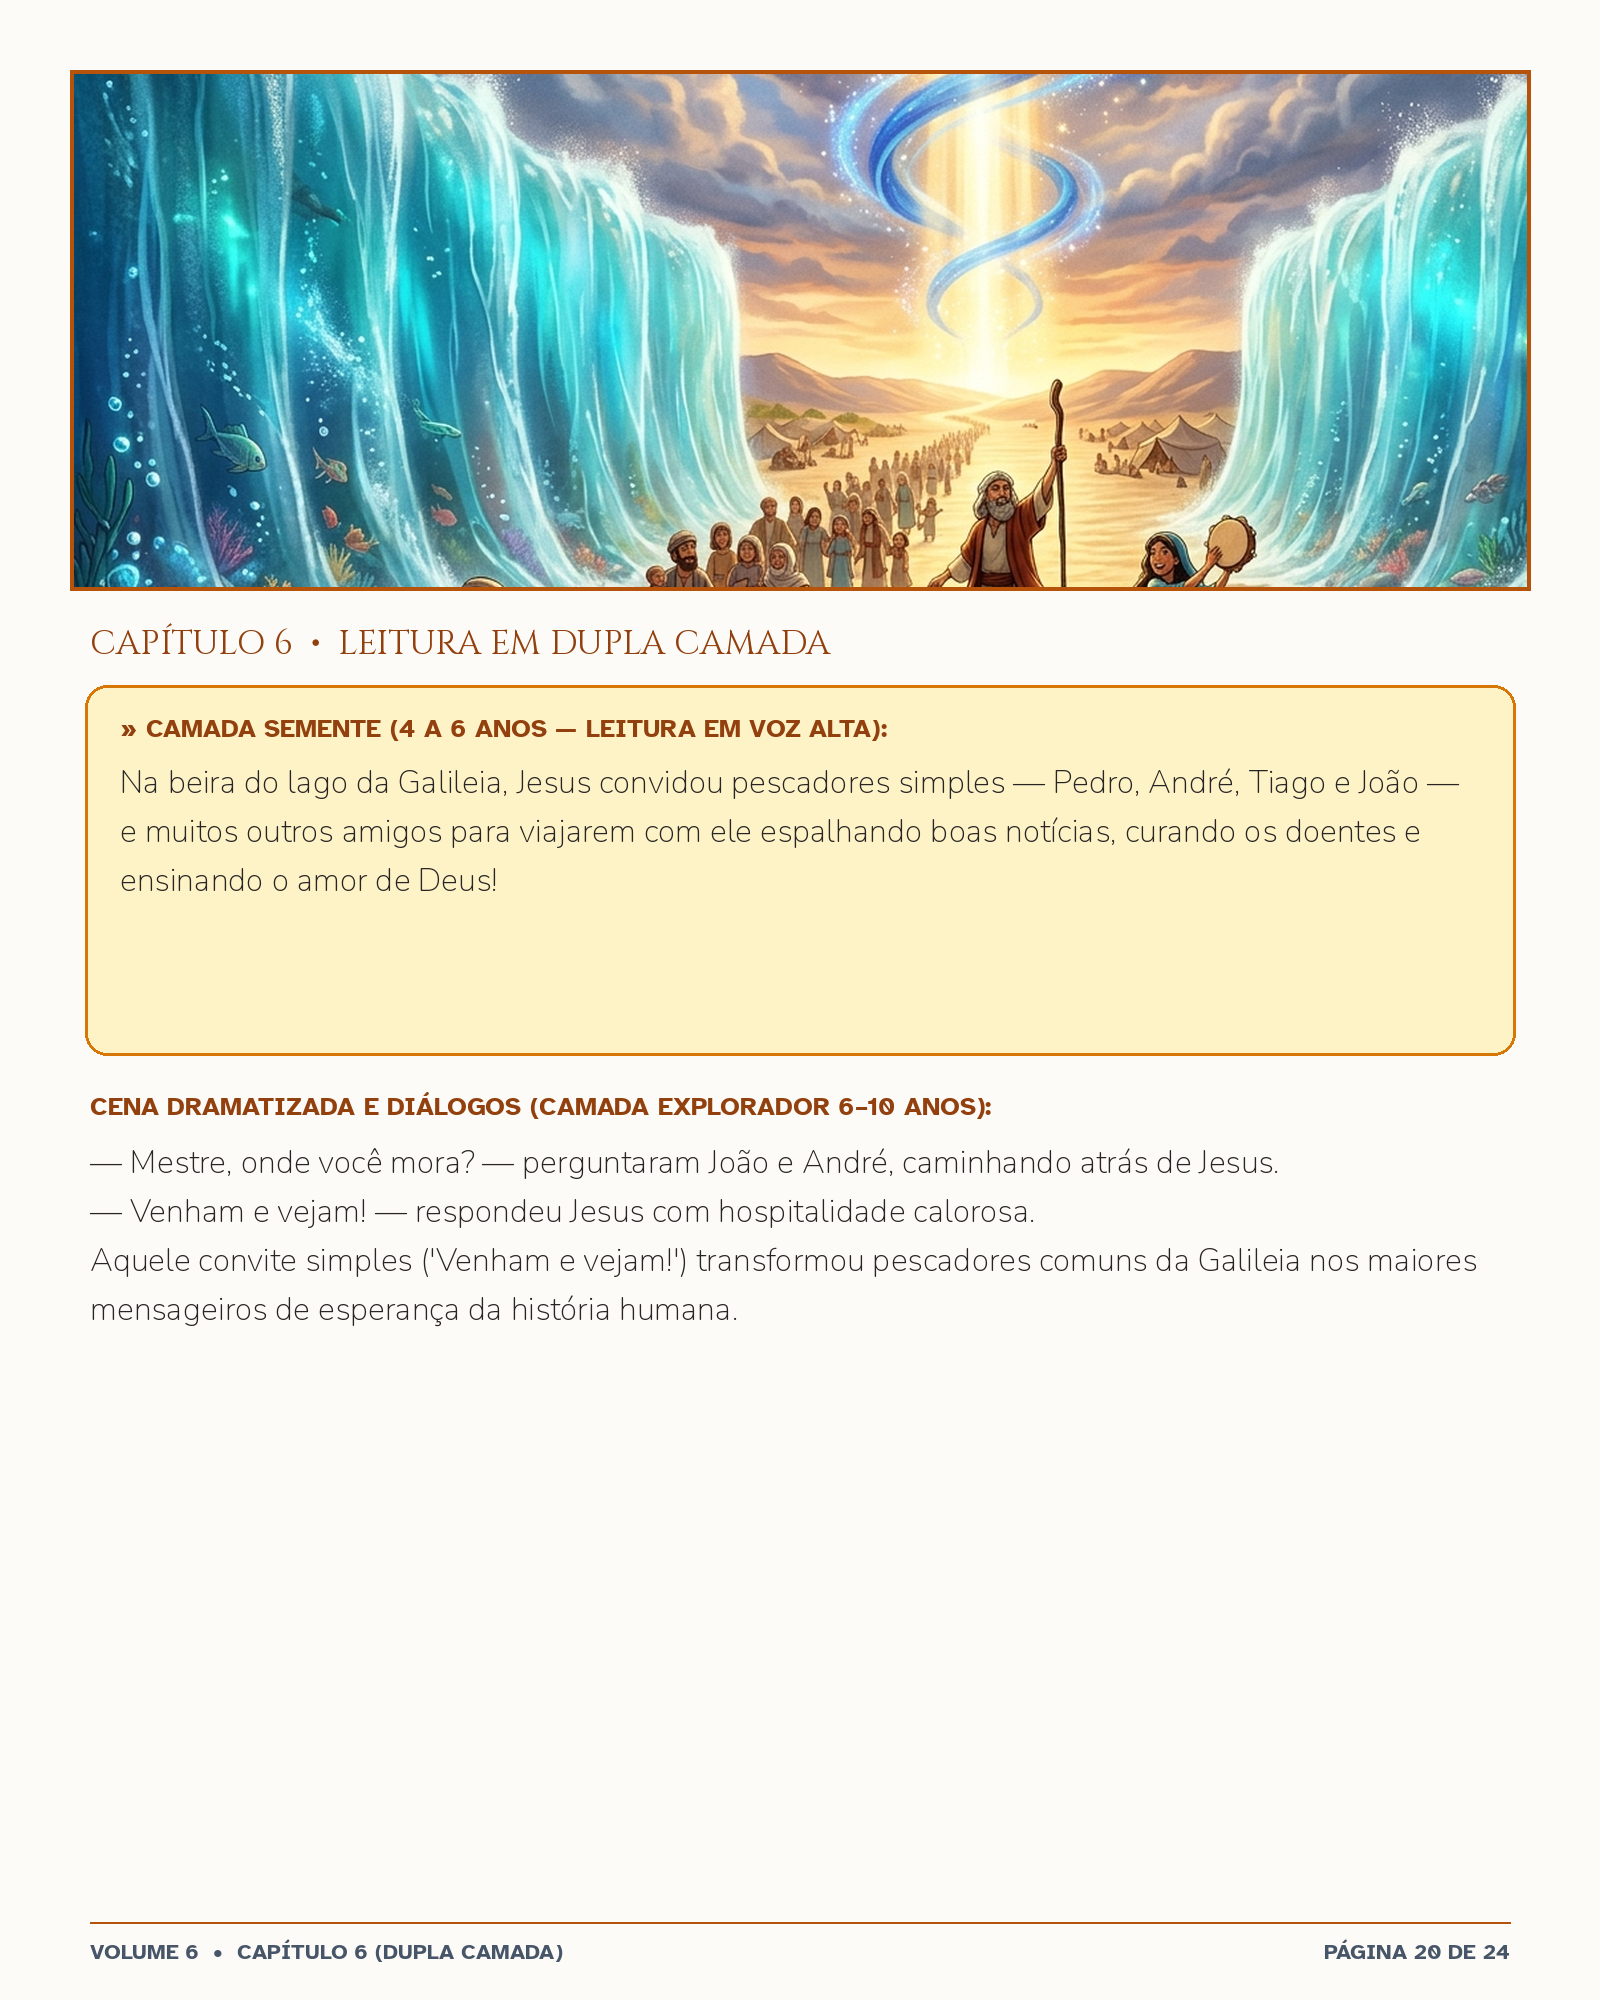 CAPÍTULO 6 • LEITURA EM DUPLA CAMADA
» CAMADA SEMENTE (4 A 6 ANOS — LEITURA EM VOZ ALTA):
Na beira do lago da Galileia, Jesus convidou pescadores simples — Pedro, André, Tiago e João —
e muitos outros amigos para viajarem com ele espalhando boas notícias, curando os doentes e
ensinando o amor de Deus!
CENA DRAMATIZADA E DIÁLOGOS (CAMADA EXPLORADOR 6–10 ANOS):
— Mestre, onde você mora? — perguntaram João e André, caminhando atrás de Jesus.
— Venham e vejam! — respondeu Jesus com hospitalidade calorosa.
Aquele convite simples ('Venham e vejam!') transformou pescadores comuns da Galileia nos maiores
mensageiros de esperança da história humana.
VOLUME 6 • CAPÍTULO 6 (DUPLA CAMADA)
PÁGINA 20 DE 24